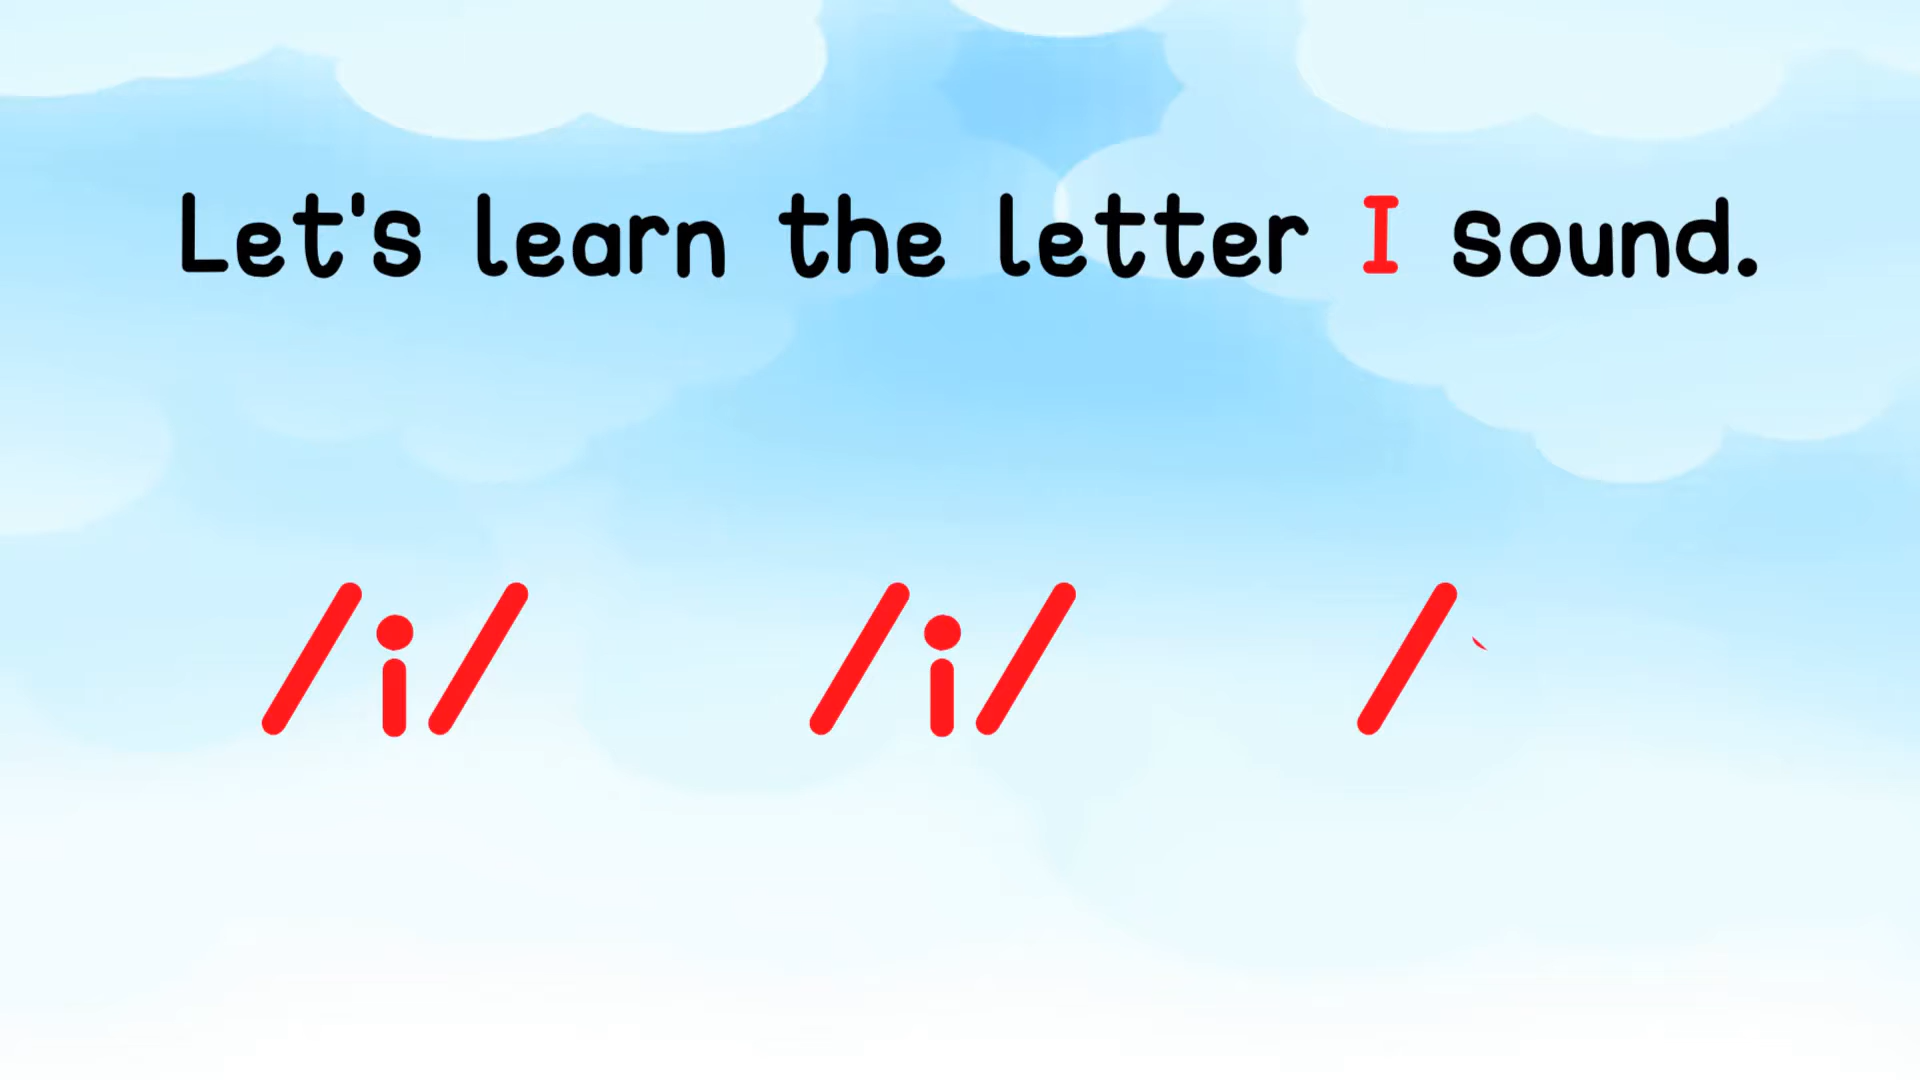 Let's learn the letter I sound.
/i/ /i/ /